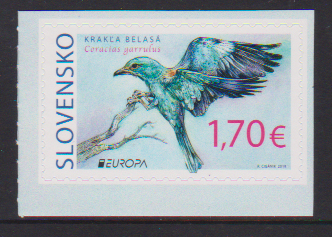 SLOVENSKO
KRAKĽA BELASÁ
Coracias garrulus
1,70 €
EUROPA